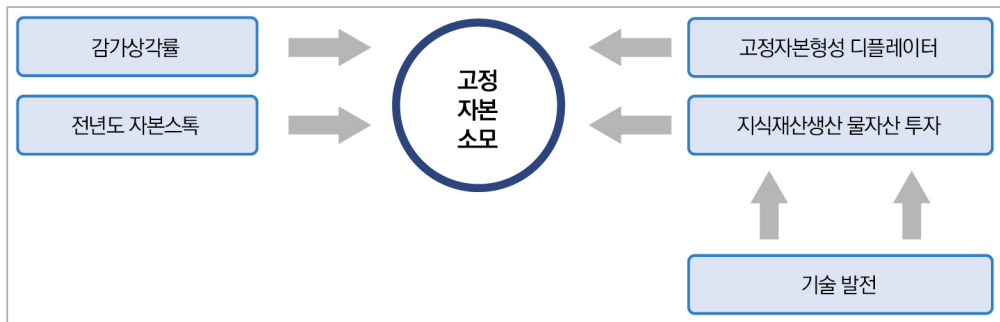 감가상각률
전년도 자본스톡
고정
자본
소모
고정자본형성 디플레이터
지식재산생산 물자산 투자
기술 발전